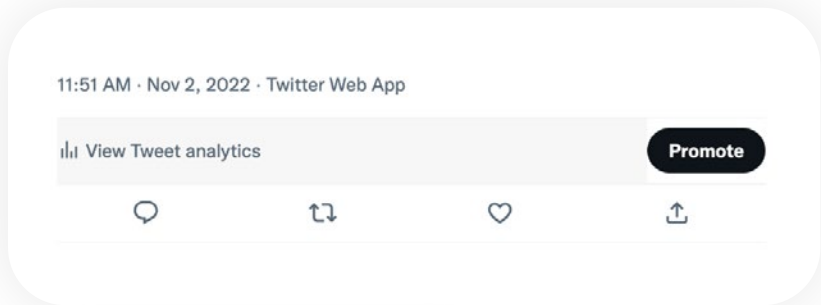 11:51 AM · Nov 2, 2022 · Twitter Web App
View Tweet analytics
Promote